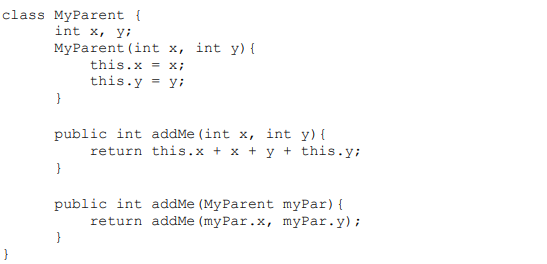 class MyParent {
int x, y;
MyParent(int x, int y){
this.x = x;
this.y = y;
}
public int addMe(int x, int y){
return this.x + x + y + this.y;
}
public int addMe(MyParent myPar){
return addMe(myPar.x, myPar.y);
}
}